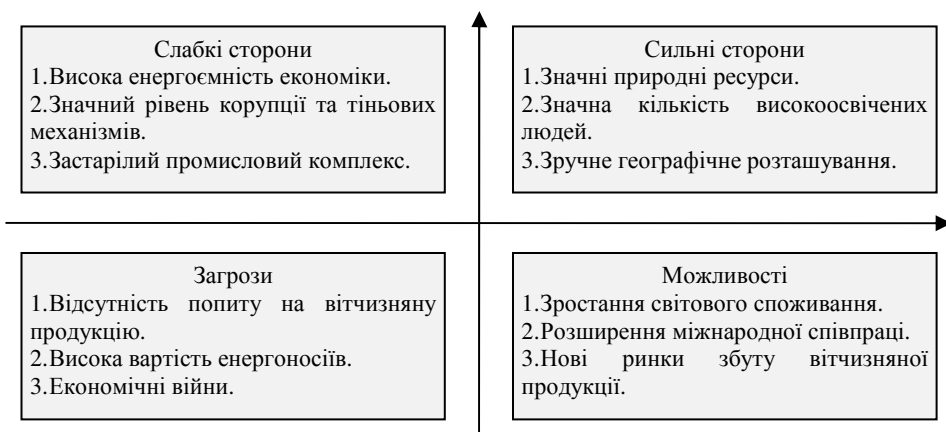 Слабкі сторони
1.Висока енергоємність економіки.
2.Значний рівень корупції та тіньових
механізмів.
3.Застарілий промисловий комплекс.
Сильні сторони
1.Значні природні ресурси.
2.Значна кількість високоосвічених
людей.
3.Зручне географічне розташування.
Загрози
1.Відсутність попиту на вітчизняну
продукцію.
2.Висока вартість енергоносіїв.
3.Економічні війни.
Можливості
1.Зростання світового споживання.
2.Розширення міжнародної співпраці.
3.Нові ринки збуту вітчизняної
продукції.